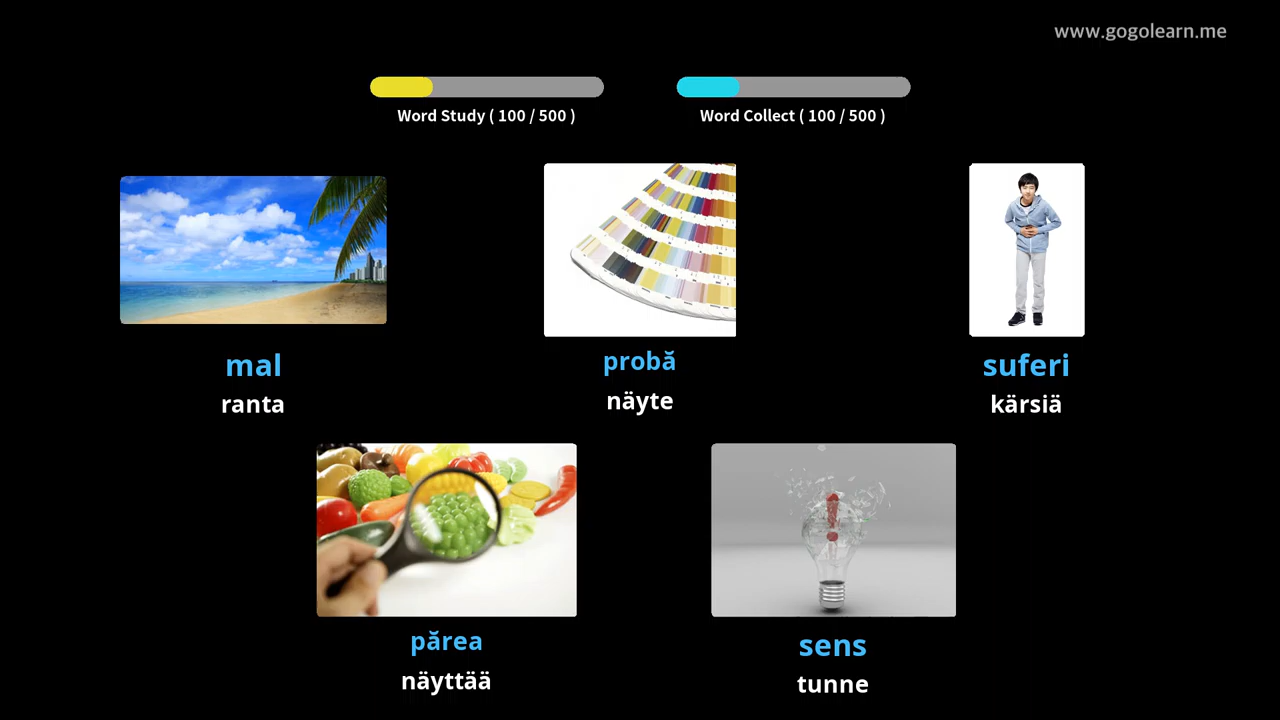 www.gogolearn.me
Word Study ( 100 / 500 )
Word Collect ( 100 / 500 )
mal
ranta
probă
näyte
suferi
kärsiä
părea
näyttää
sens
tunne